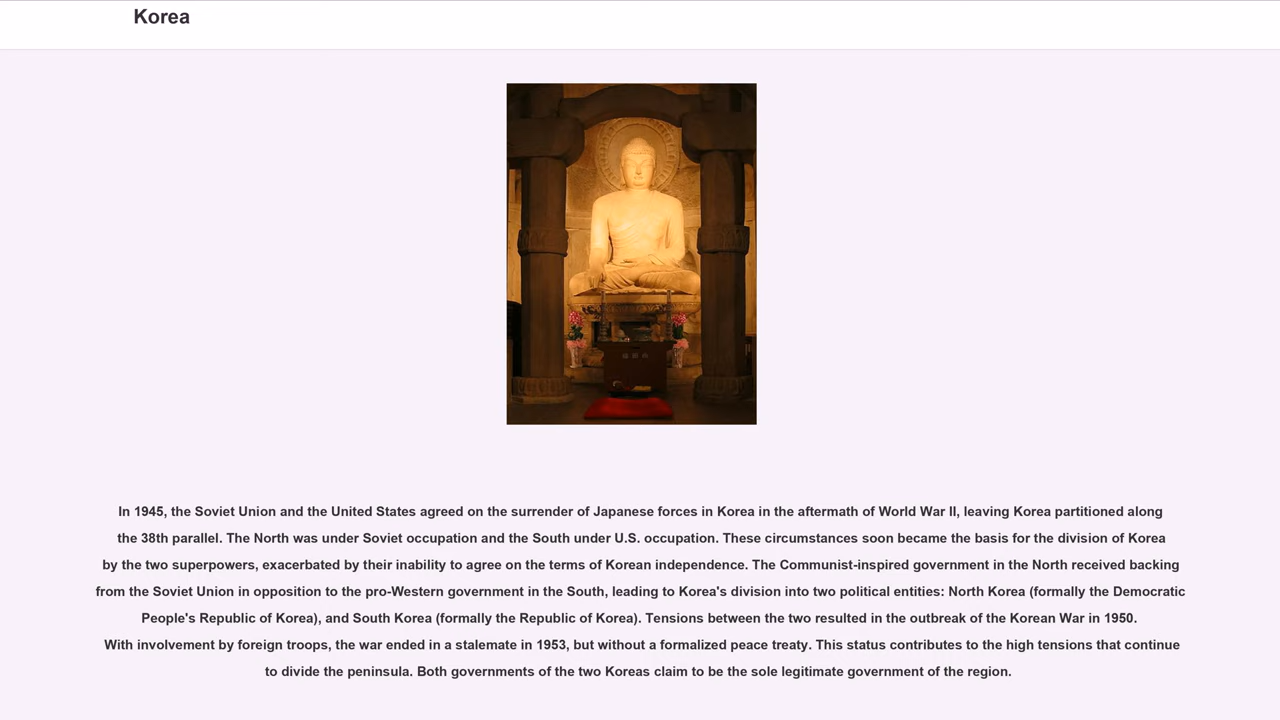 Korea
In 1945, the Soviet Union and the United States agreed on the surrender of Japanese forces in Korea in the aftermath of World War II, leaving Korea partitioned along
the 38th parallel. The North was under Soviet occupation and the South under U.S. occupation. These circumstances soon became the basis for the division of Korea
by the two superpowers, exacerbated by their inability to agree on the terms of Korean independence. The Communist-inspired government in the North received backing
from the Soviet Union in opposition to the pro-Western government in the South, leading to Korea's division into two political entities: North Korea (formally the Democratic
People's Republic of Korea), and South Korea (formally the Republic of Korea). Tensions between the two resulted in the outbreak of the Korean War in 1950.
With involvement by foreign troops, the war ended in a stalemate in 1953, but without a formalized peace treaty. This status contributes to the high tensions that continue
to divide the peninsula. Both governments of the two Koreas claim to be the sole legitimate government of the region.